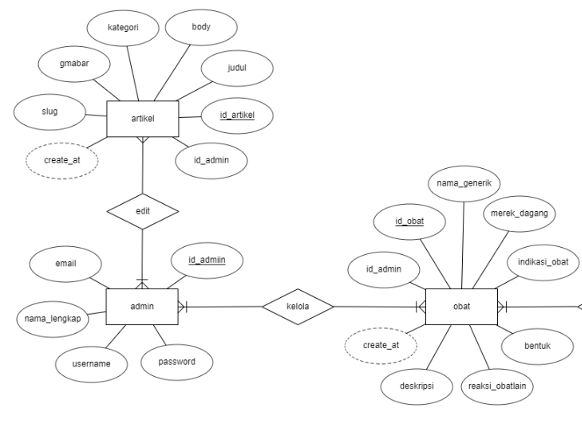 kategori
body
gmabar
judul
slug
artikel
id_artikel
create_at
id_admin
edit
nama_generik
id_obat
merek_dagang
email
id_admiin
id_admin
indikasi_obat
nama_lengkap
admin
kelola
obat
username
password
create_at
bentuk
deskripsi
reaksi_obatlain